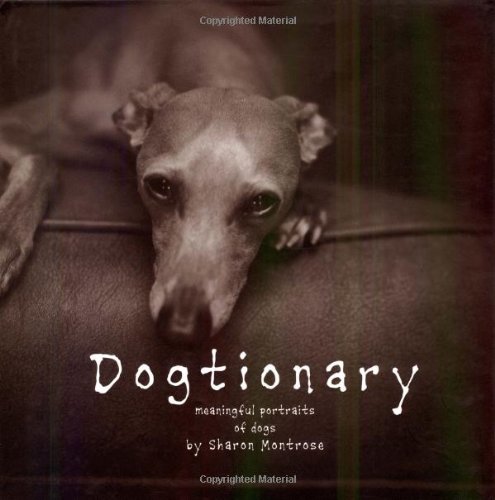 Copyrighted Material
Dogtionary
meaningful portraits
of dogs
by Sharon Montrose
Copyrighted Material